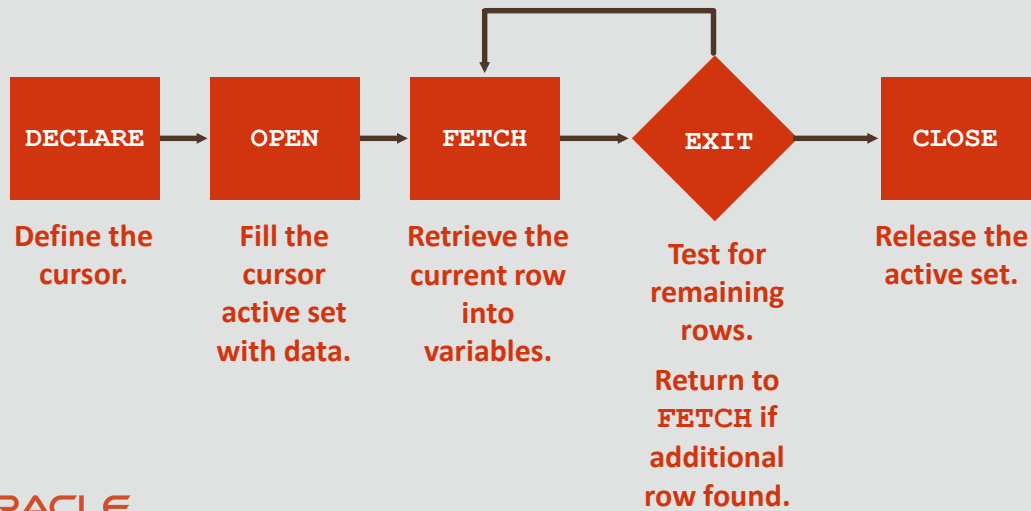 DECLARE
OPEN
FETCH
EXIT
CLOSE
Define the
cursor.
Fill the
cursor
active set
with data.
Retrieve the
current row
into
variables.
Test for
remaining
rows.
Return to
FETCH if
additional
row found.
Release the
active set.